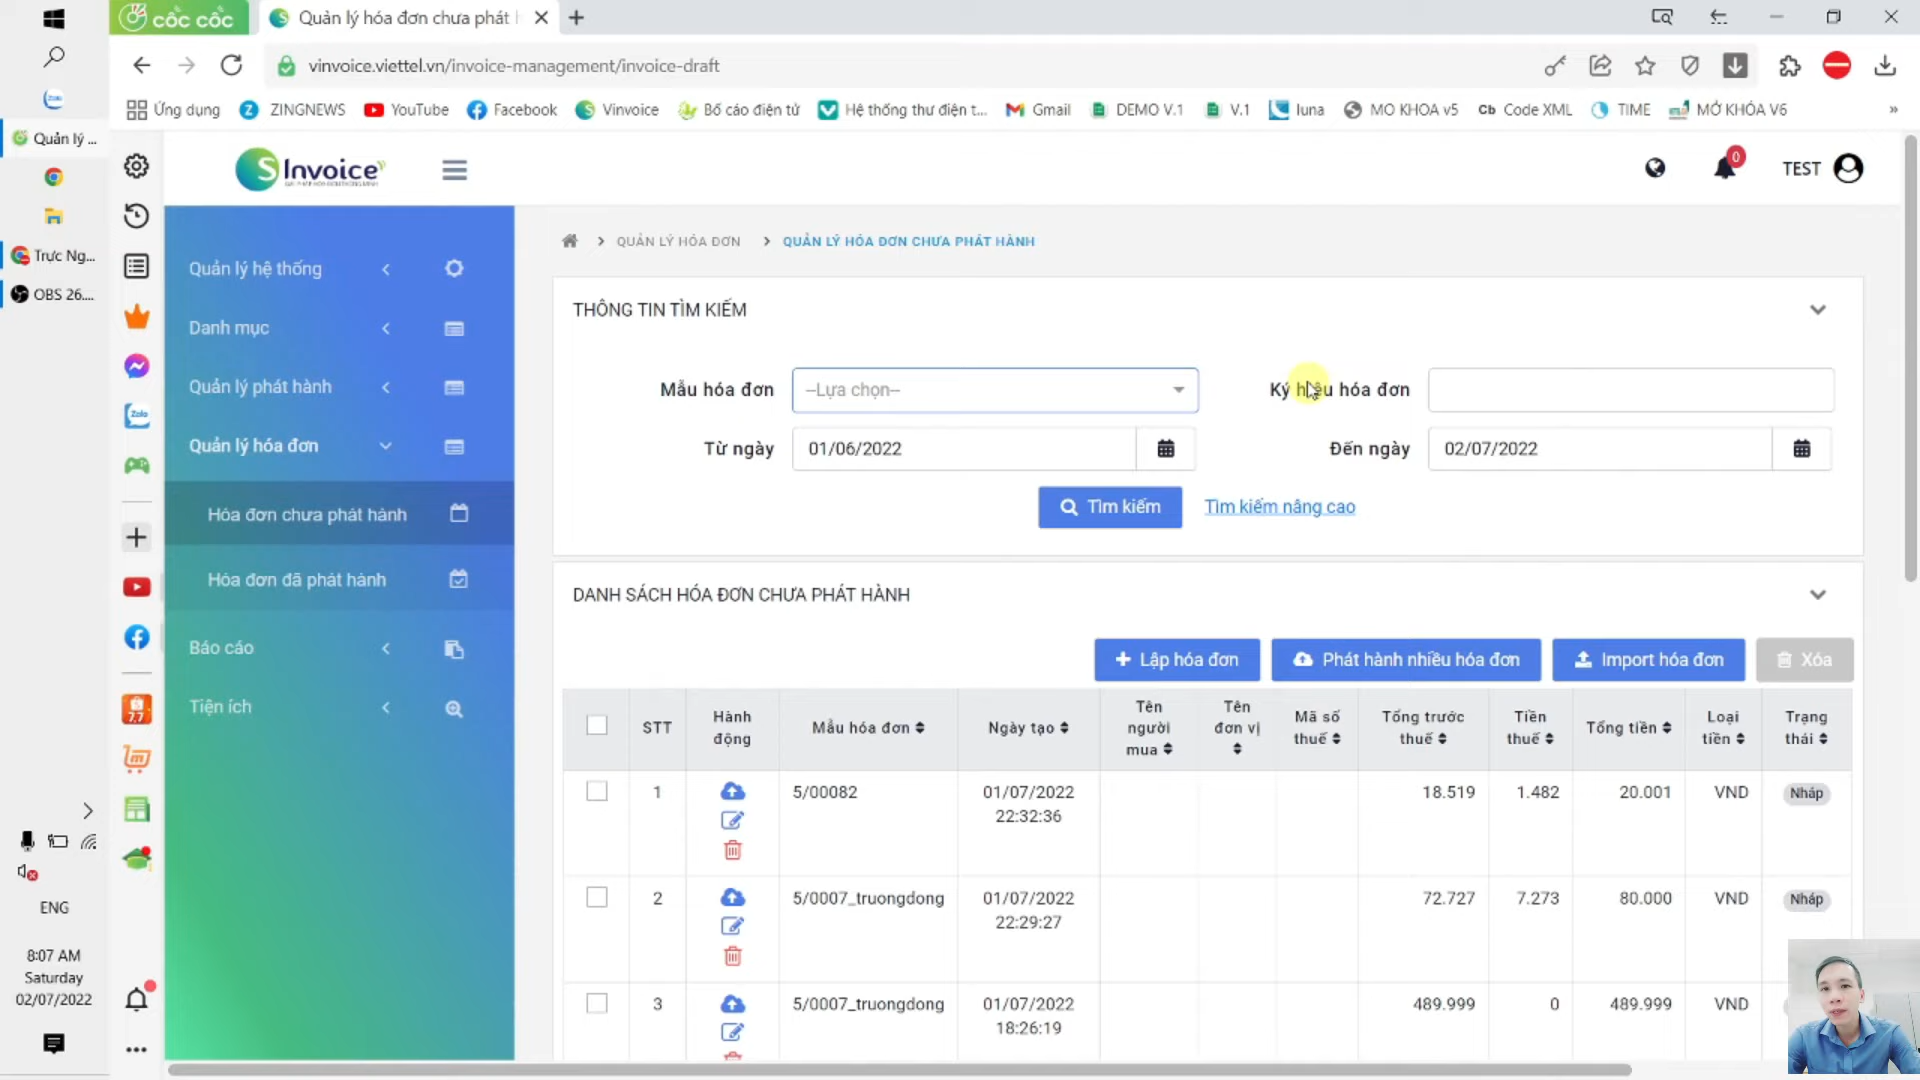 cốc cốc
Quản lý hóa đơn chưa phát h
vinvoice.viettel.vn/invoice-management/invoice-draft
Ứng dụng
ZINGNEWS
YouTube
Facebook
Vinvoice
Bố cáo điện tử
Hệ thống thư điện t...
Gmail
DEMO V.1
V.1
luna
MO KHOA v5
Cb Code XML
TIME
MỞ KHÓA V6
»
Quản lý ...
Trực Ng...
OBS 26....
ENG
8:07 AM
Saturday
02/07/2022
Zalo
7.7
S Invoice
0
TEST
Quản lý hệ thống
Danh mục
Quản lý phát hành
Quản lý hóa đơn
Hóa đơn chưa phát hành
Hóa đơn đã phát hành
Báo cáo
Tiện ích
QUẢN LÝ HÓA ĐƠN > QUẢN LÝ HÓA ĐƠN CHƯA PHÁT HÀNH
THÔNG TIN TÌM KIẾM
Mẫu hóa đơn --Lựa chọn-- Ký hiệu hóa đơn
Từ ngày 01/06/2022 Đến ngày 02/07/2022
Tìm kiếm Tìm kiếm nâng cao
DANH SÁCH HÓA ĐƠN CHƯA PHÁT HÀNH
Lập hóa đơn Phát hành nhiều hóa đơn Import hóa đơn Xóa
STT Hành động Mẫu hóa đơn Ngày tạo Tên người mua Tên đơn vị Mã số thuế Tổng trước thuế Tiền thuế Tổng tiền Loại tiền Trạng thái
1 5/00082 01/07/2022 22:32:36 18.519 1.482 20.001 VND Nháp
2 5/0007_truongdong 01/07/2022 22:29:27 72.727 7.273 80.000 VND Nháp
3 5/0007_truongdong 01/07/2022 18:26:19 489.999 0 489.999 VND